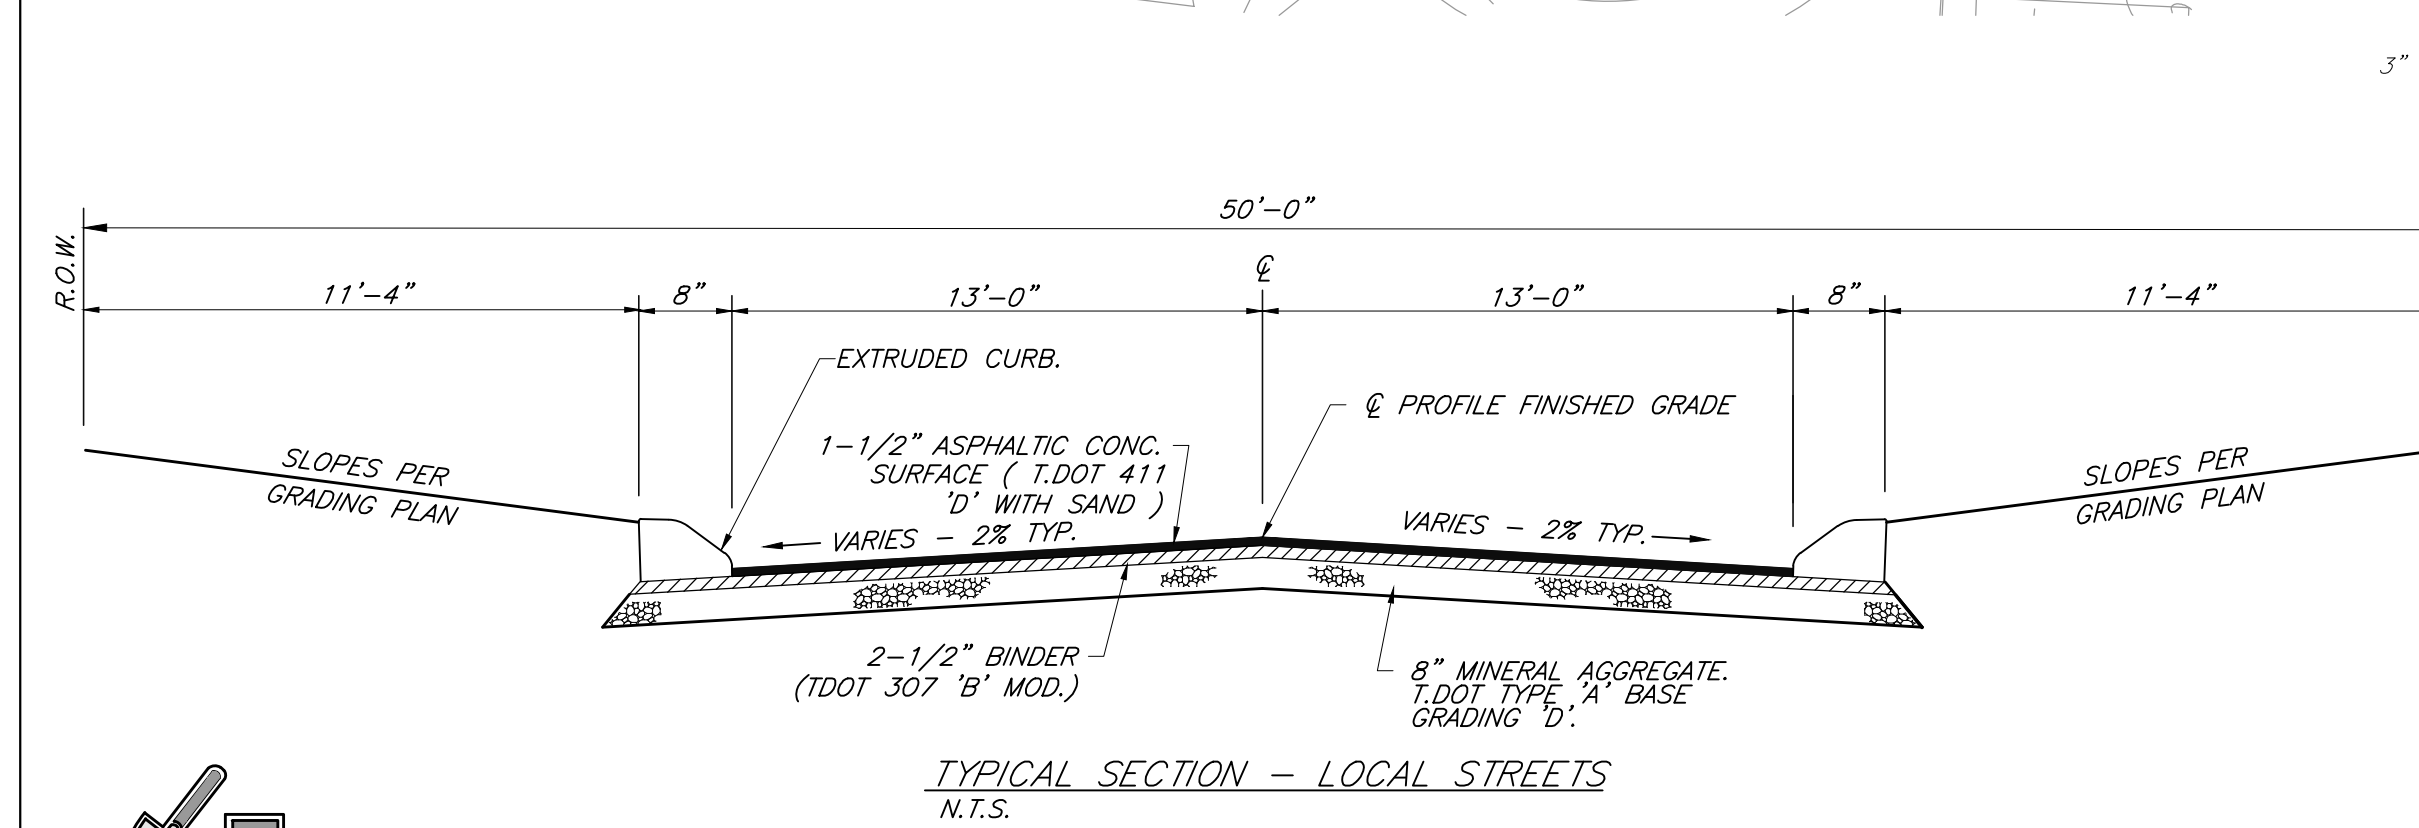 3"
50'-0"
R.O.W.
℄
11'-4"
8"
13'-0"
13'-0"
8"
11'-4"
EXTRUDED CURB.
℄ PROFILE FINISHED GRADE
1-1/2" ASPHALTIC CONC.
SURFACE ( T.DOT 411
'D' WITH SAND )
SLOPES PER
GRADING PLAN
VARIES - 2% TYP.
VARIES - 2% TYP.
SLOPES PER
GRADING PLAN
2-1/2" BINDER
(TDOT 307 'B' MOD.)
8" MINERAL AGGREGATE.
T.DOT TYPE 'A' BASE
GRADING 'D'.
TYPICAL SECTION - LOCAL STREETS
N.T.S.